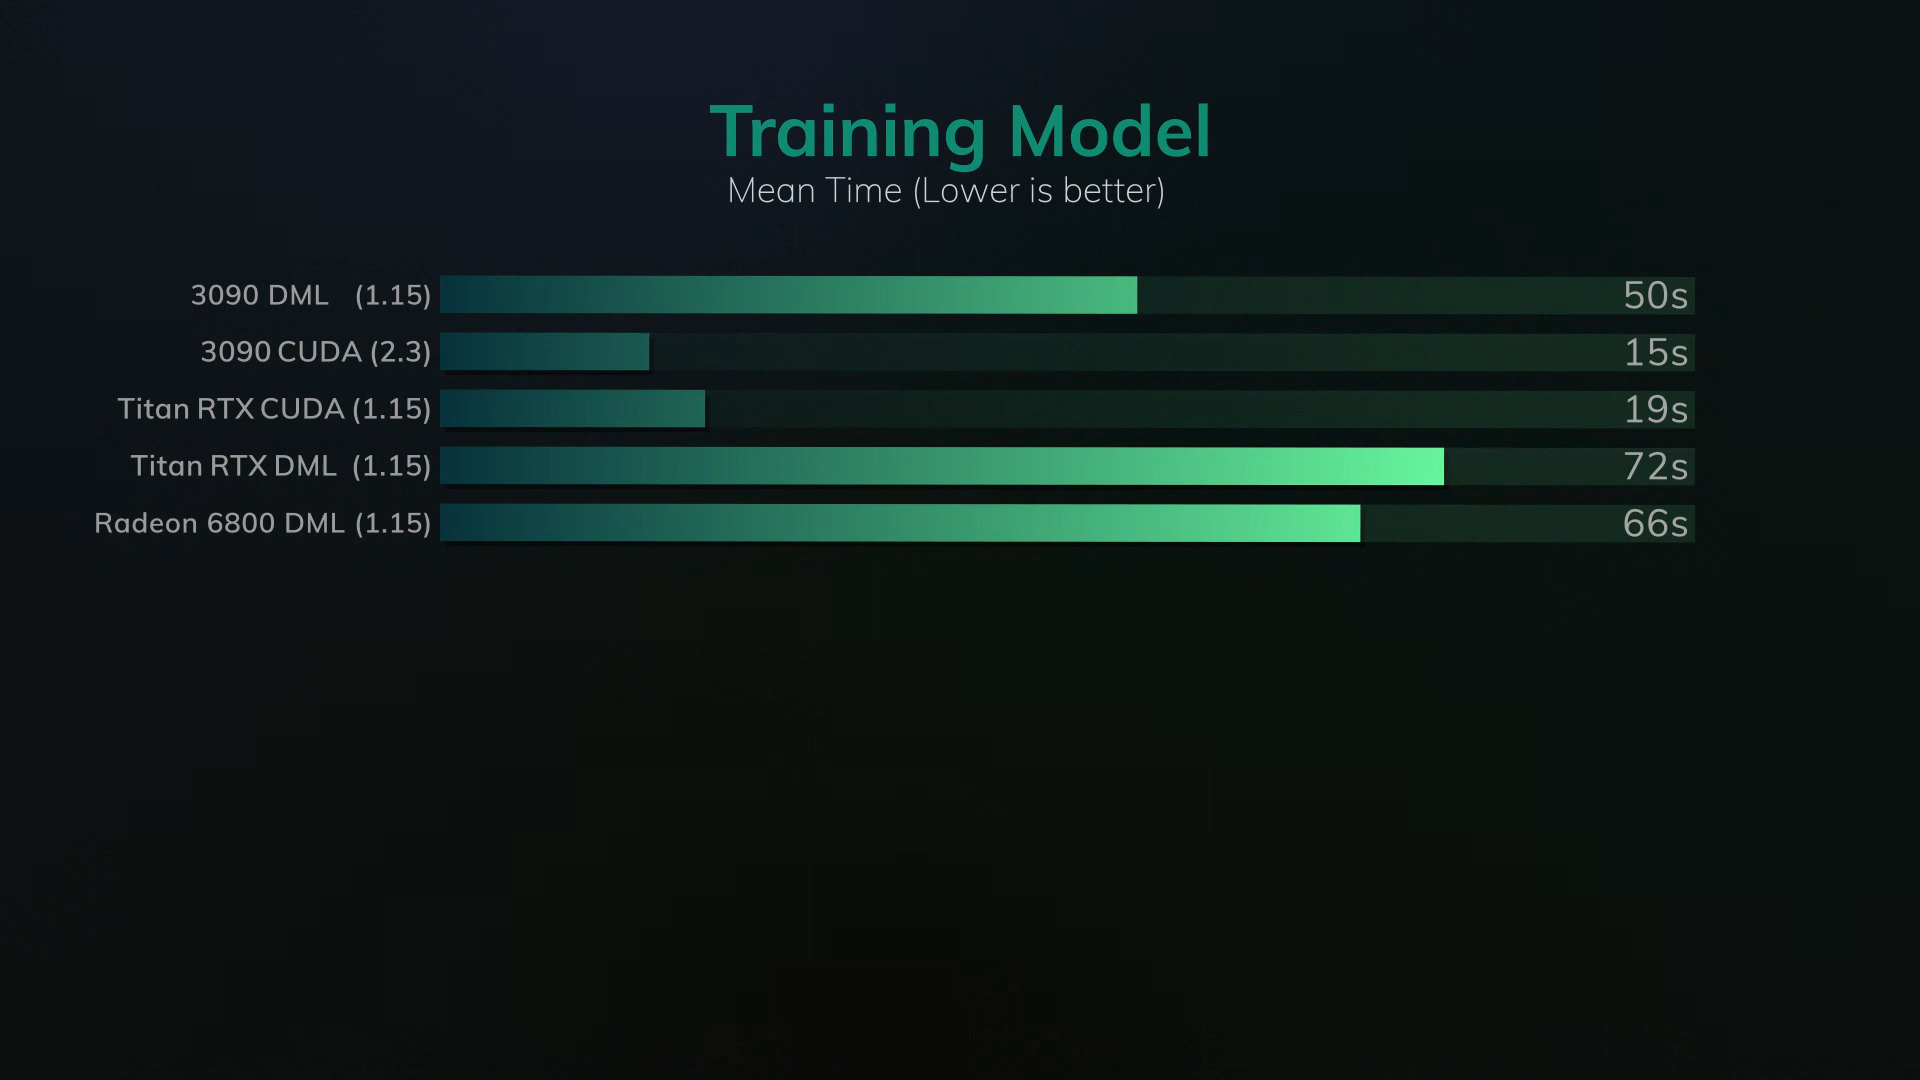 Training Model
Mean Time (Lower is better)
3090 DML (1.15) 50s
3090 CUDA (2.3) 15s
Titan RTX CUDA (1.15) 19s
Titan RTX DML (1.15) 72s
Radeon 6800 DML (1.15) 66s